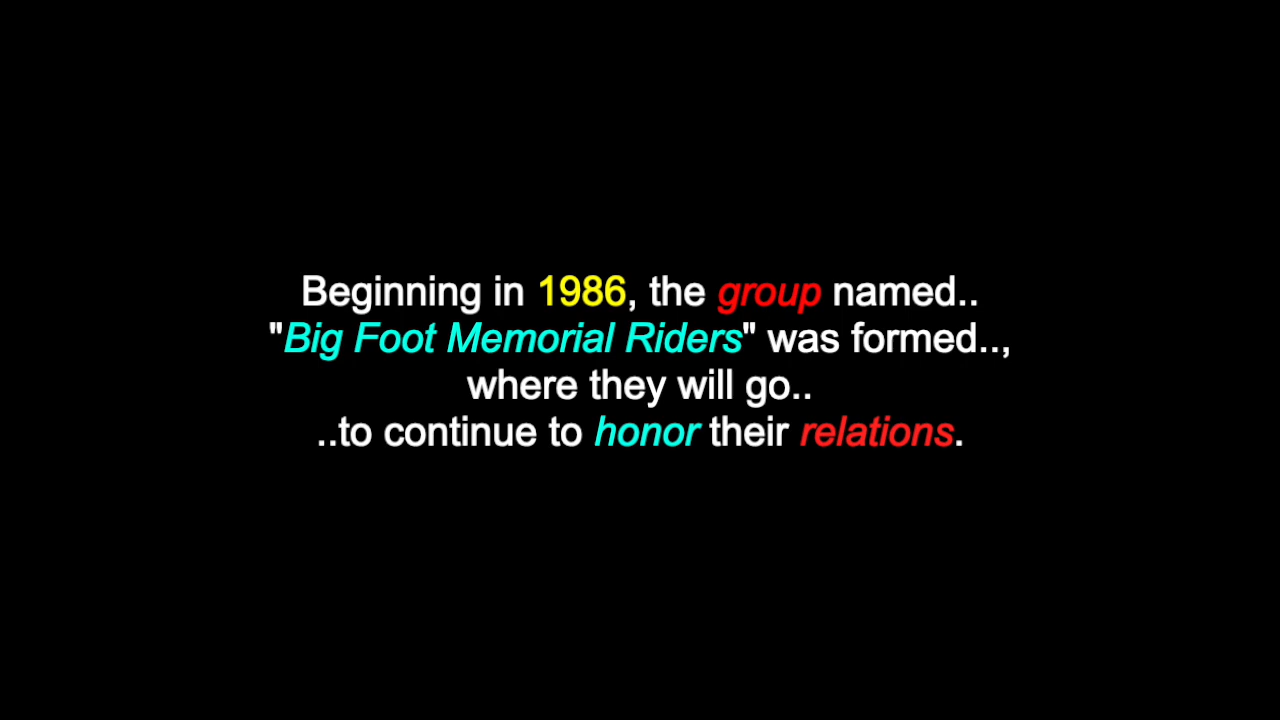 Beginning in 1986, the group named..
"Big Foot Memorial Riders" was formed..,
where they will go..
..to continue to honor their relations.